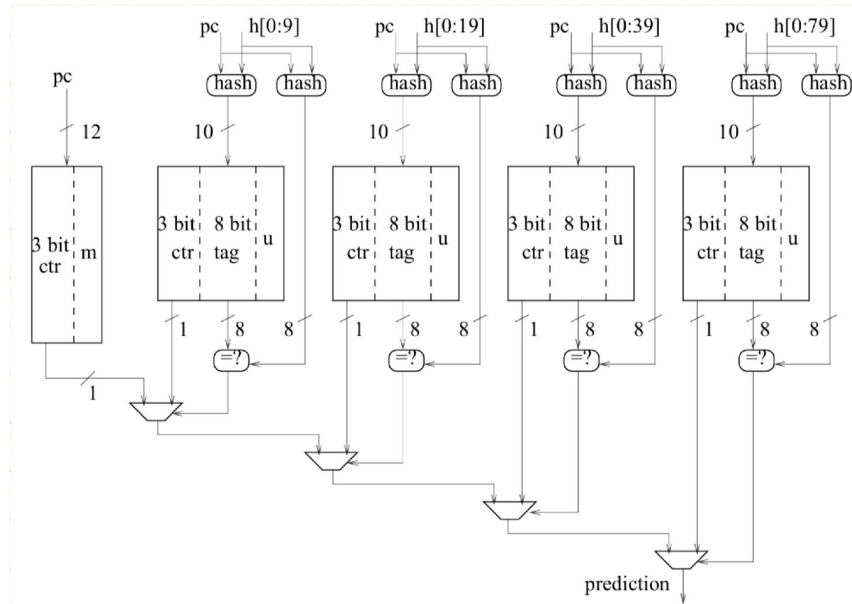 pc h[0:9] pc h[0:19] pc h[0:39] pc h[0:79]
hash hash hash hash hash hash hash hash
pc
12 10 10 10 10
3 bit ctr m
3 bit ctr 8 bit tag u
3 bit ctr 8 bit tag u
3 bit ctr 8 bit tag u
3 bit ctr 8 bit tag u
1 8 8 1 8 8 1 8 8 1 8 8
=? =? =? =?
1
prediction